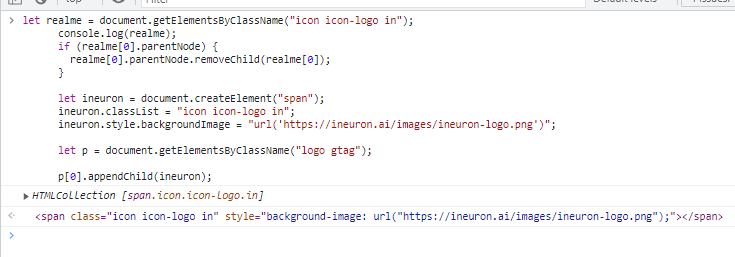 top
Filter
Default levels
let realme = document.getElementsByClassName("icon icon-logo in");
console.log(realme);
if (realme[0].parentNode) {
realme[0].parentNode.removeChild(realme[0]);
}
let ineuron = document.createElement("span");
ineuron.classList = "icon icon-logo in";
ineuron.style.backgroundImage = "url('https://ineuron.ai/images/ineuron-logo.png')";
let p = document.getElementsByClassName("logo gtag");
p[0].appendChild(ineuron);
HTMLCollection [span.icon.icon-logo.in]
<span class="icon icon-logo in" style="background-image: url("https://ineuron.ai/images/ineuron-logo.png");"></span>